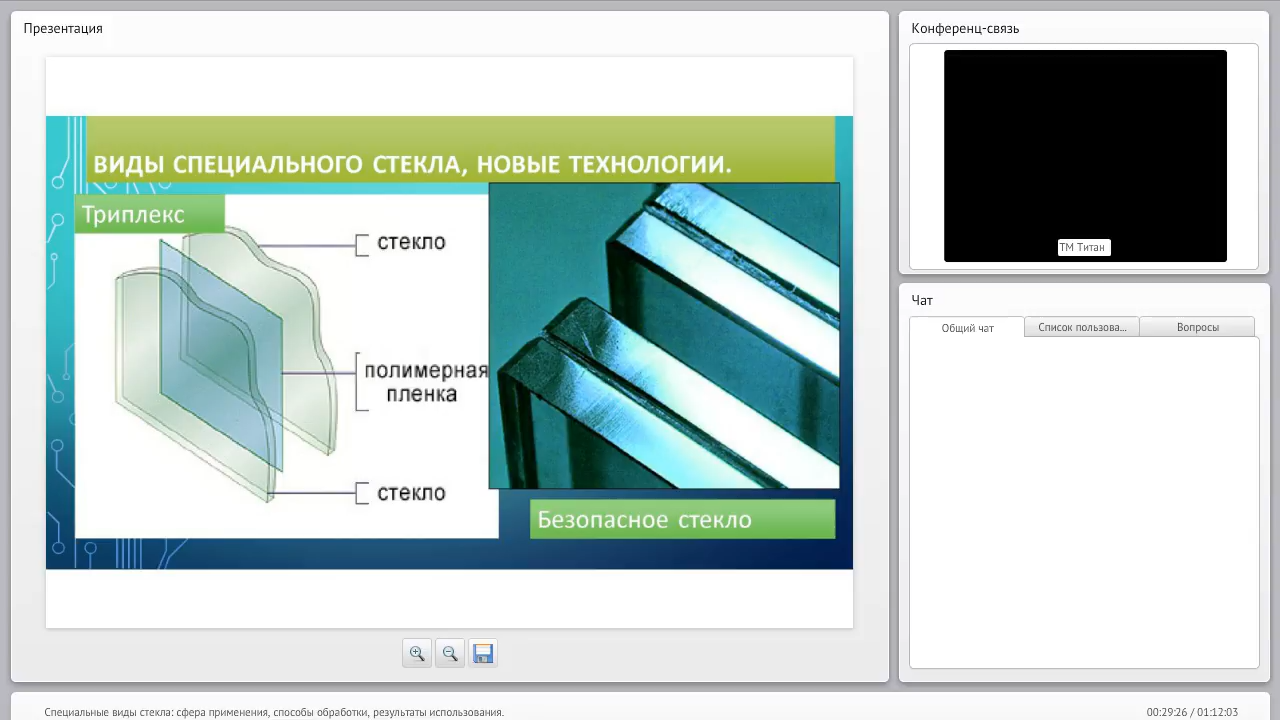 Презентация
ВИДЫ СПЕЦИАЛЬНОГО СТЕКЛА, НОВЫЕ ТЕХНОЛОГИИ.
Триплекс
стекло
полимерная
пленка
стекло
Безопасное стекло
Конференц-связь
ТМ Титан
Чат
Общий чат
Список пользова...
Вопросы
Специальные виды стекла: сфера применения, способы обработки, результаты использования.
00:29:26 / 01:12:03